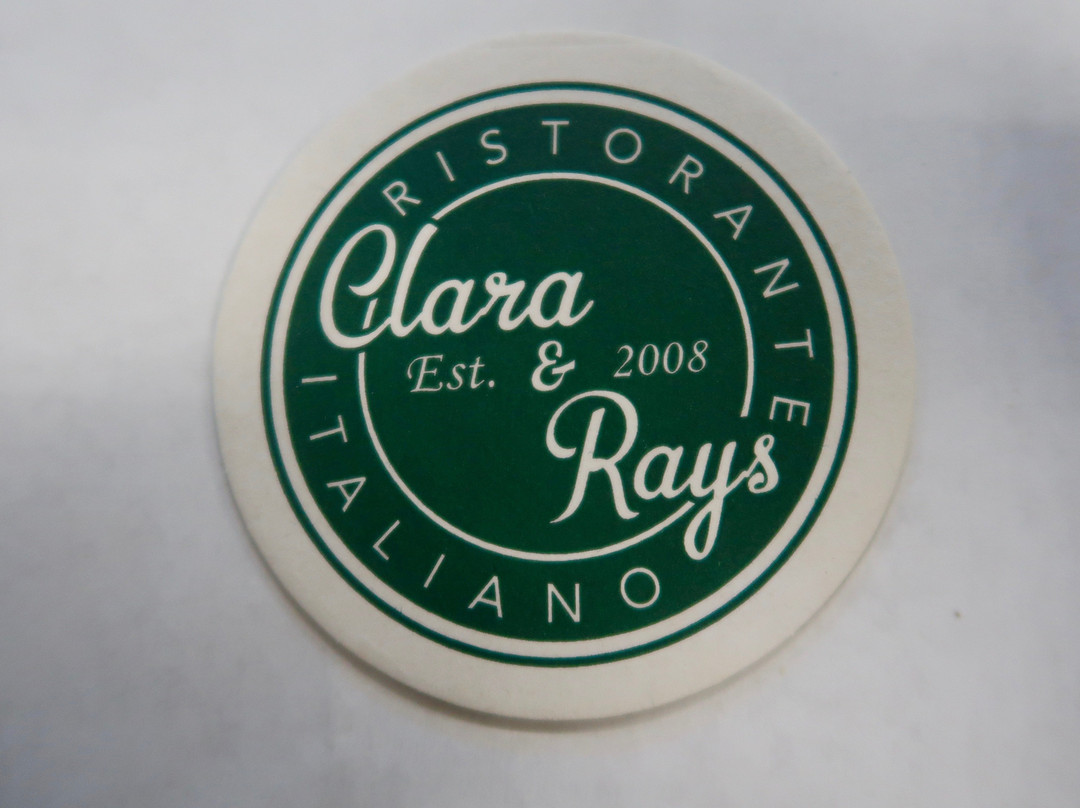 RISTORANTE
Clara
Est. & 2008
Rays
ITALIANO